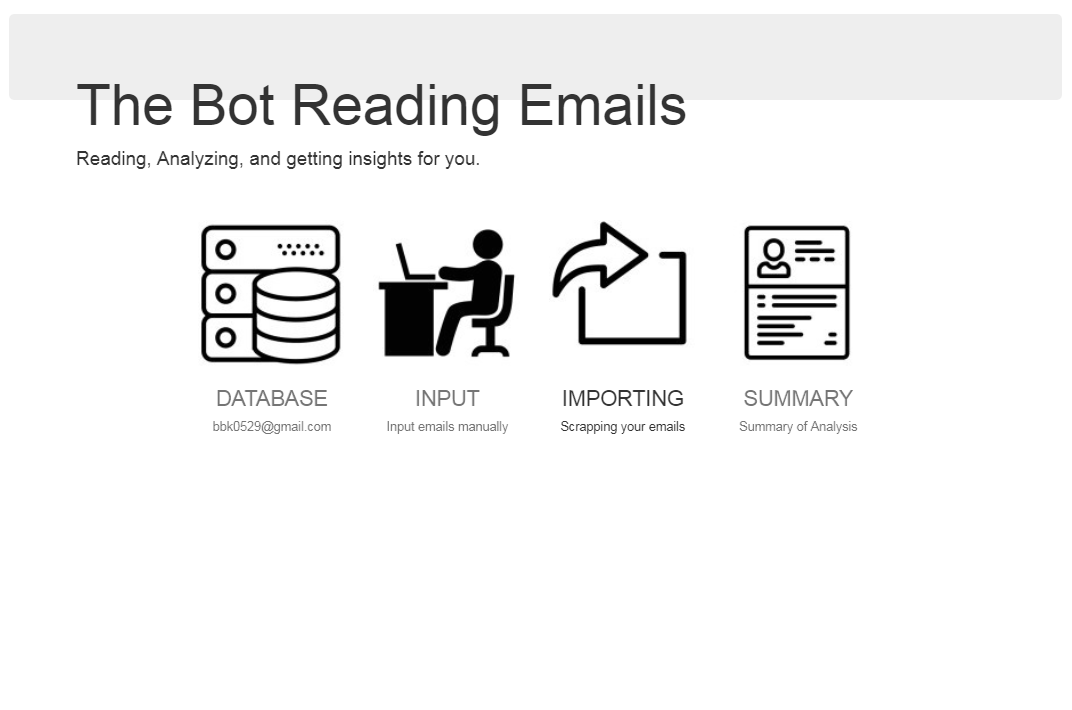 The Bot Reading Emails
Reading, Analyzing, and getting insights for you.
DATABASE
bbk0529@gmail.com
INPUT
Input emails manually
IMPORTING
Scrapping your emails
SUMMARY
Summary of Analysis